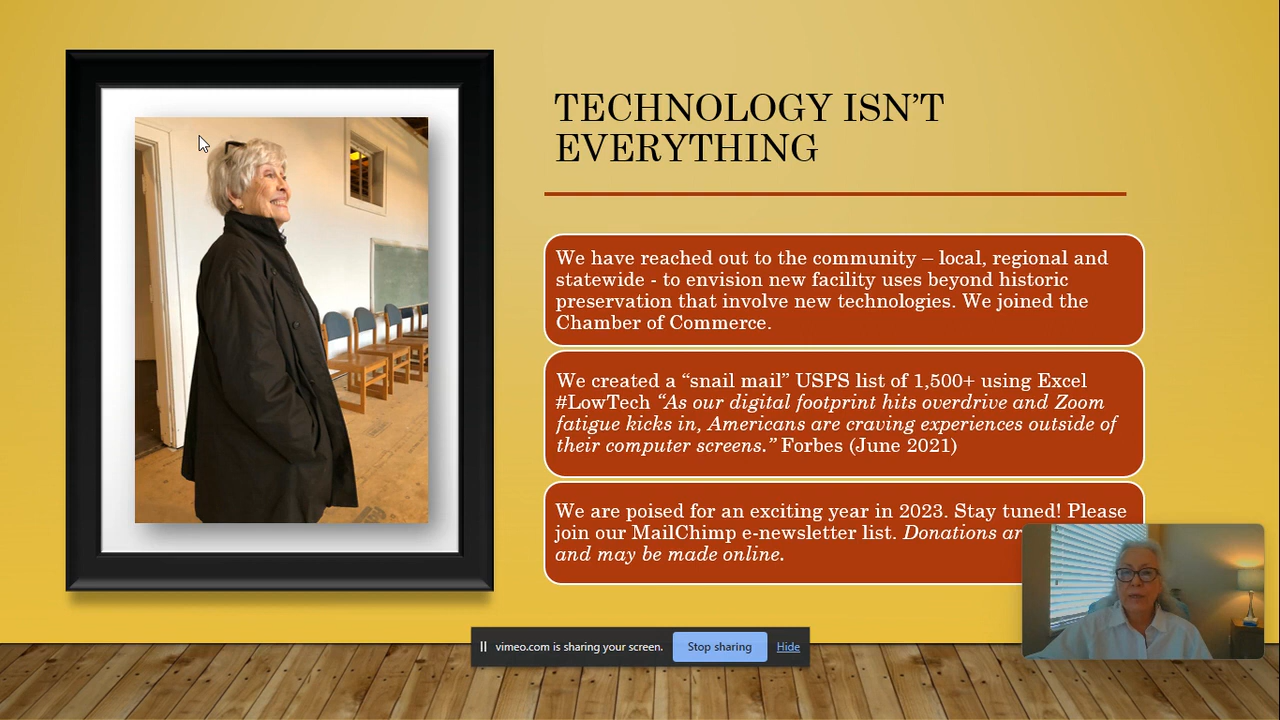 TECHNOLOGY ISN'T
EVERYTHING
We have reached out to the community – local, regional and
statewide - to envision new facility uses beyond historic
preservation that involve new technologies. We joined the
Chamber of Commerce.
We created a “snail mail” USPS list of 1,500+ using Excel
#LowTech “As our digital footprint hits overdrive and Zoom
fatigue kicks in, Americans are craving experiences outside of
their computer screens.” Forbes (June 2021)
We are poised for an exciting year in 2023. Stay tuned! Please
join our MailChimp e-newsletter list. Donations
and may be made online.
vimeo.com is sharing your screen.
Stop sharing
Hide